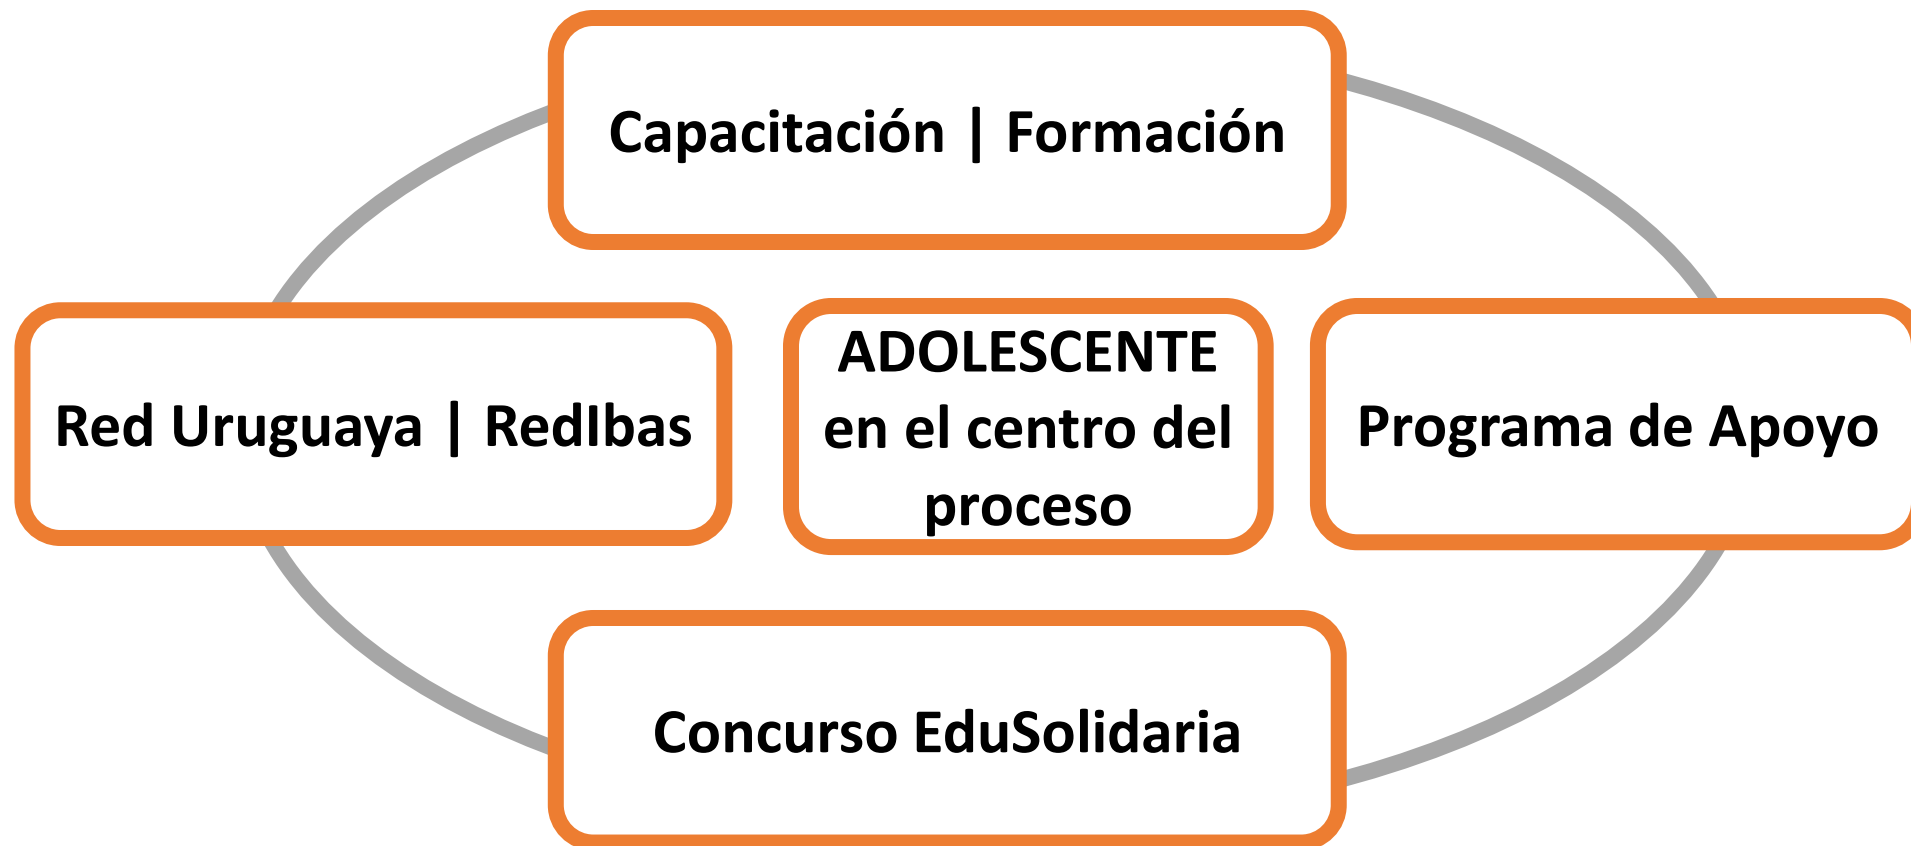 Capacitación | Formación
Red Uruguaya | RedIbas
ADOLESCENTE
en el centro del
proceso
Programa de Apoyo
Concurso EduSolidaria